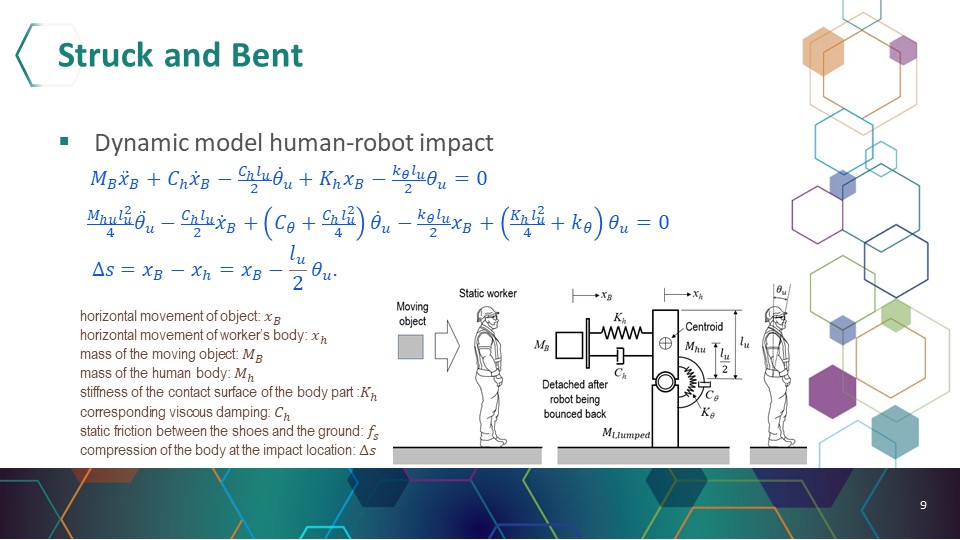 Struck and Bent
▪ Dynamic model human-robot impact
$M_B\ddot{x}_B + C_h\dot{x}_B - \frac{C_h l_u}{2}\dot{\theta}_u + K_h x_B - \frac{k_\theta l_u}{2}\theta_u = 0$
$\frac{M_{hu} l_u^2}{4}\ddot{\theta}_u - \frac{C_h l_u}{2}\dot{x}_B + \left(C_\theta + \frac{C_h l_u^2}{4}\right)\dot{\theta}_u - \frac{k_\theta l_u}{2}x_B + \left(\frac{K_h l_u^2}{4} + k_\theta\right)\theta_u = 0$
$\Delta s = x_B - x_h = x_B - \frac{l_u}{2}\theta_u.$
horizontal movement of object: $x_B$
horizontal movement of worker's body: $x_h$
mass of the moving object: $M_B$
mass of the human body: $M_h$
stiffness of the contact surface of the body part :$K_h$
corresponding viscous damping: $C_h$
static friction between the shoes and the ground: $f_s$
compression of the body at the impact location: $\Delta s$
Moving
object
Static worker
$x_B$
$x_h$
$K_h$
$M_B$
$C_h$
Detached after
robot being
bounced back
Centroid
$M_{hu}$
$\frac{l_u}{2}$
$l_u$
$C_\theta$
$K_\theta$
$M_{l,lumped}$
$\theta_u$
9